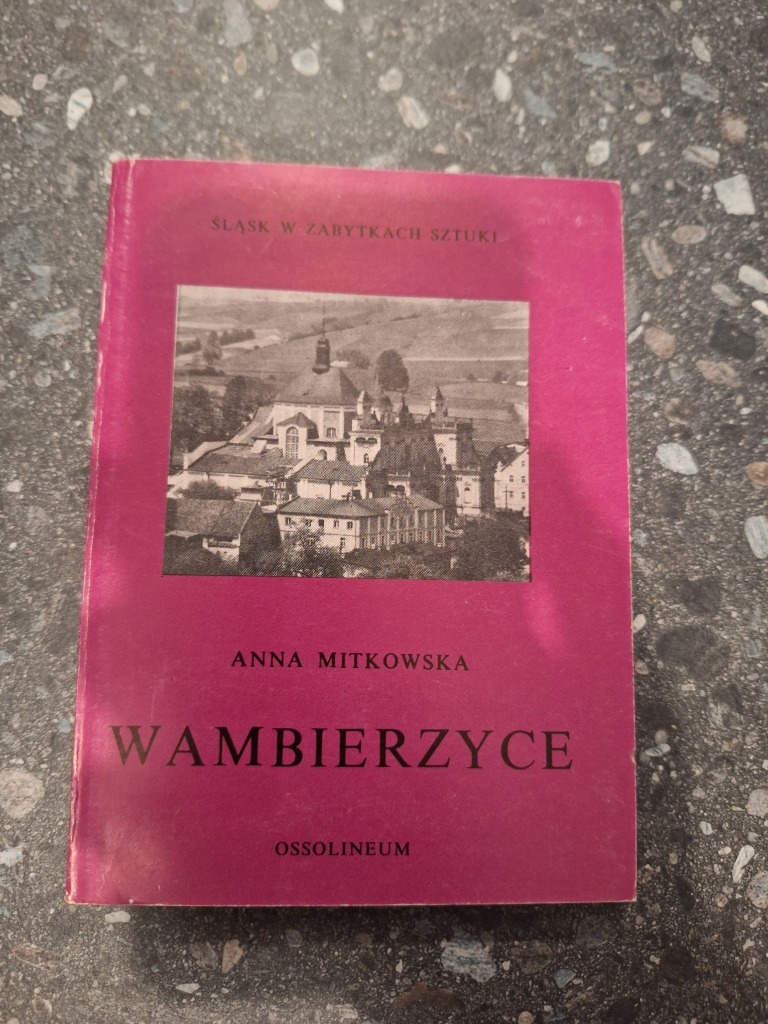 ŚLĄSK W ZABYTKACH SZTUKI
ANNA MITKOWSKA
WAMBIERZYCE
OSSOLINEUM